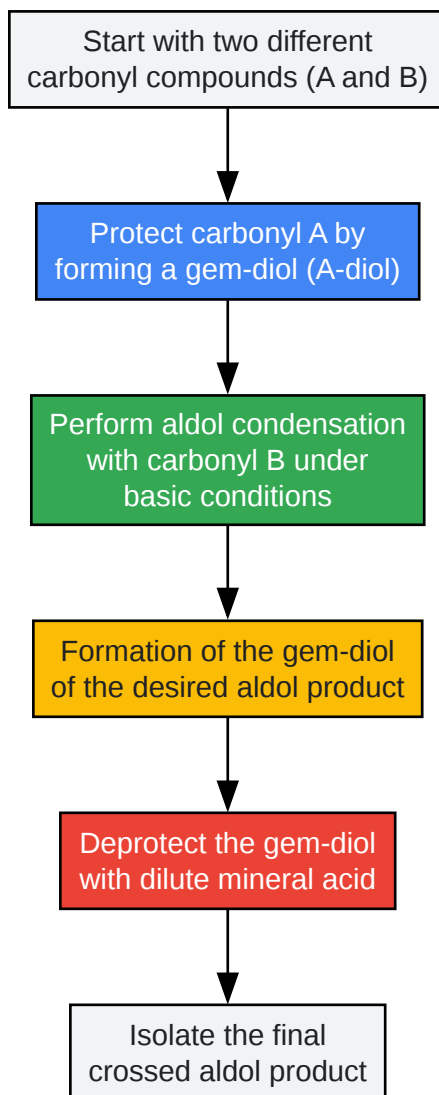 Start with two different
carbonyl compounds (A and B)
Protect carbonyl A by
forming a gem-diol (A-diol)
Perform aldol condensation
with carbonyl B under
basic conditions
Formation of the gem-diol
of the desired aldol product
Deprotect the gem-diol
with dilute mineral acid
Isolate the final
crossed aldol product